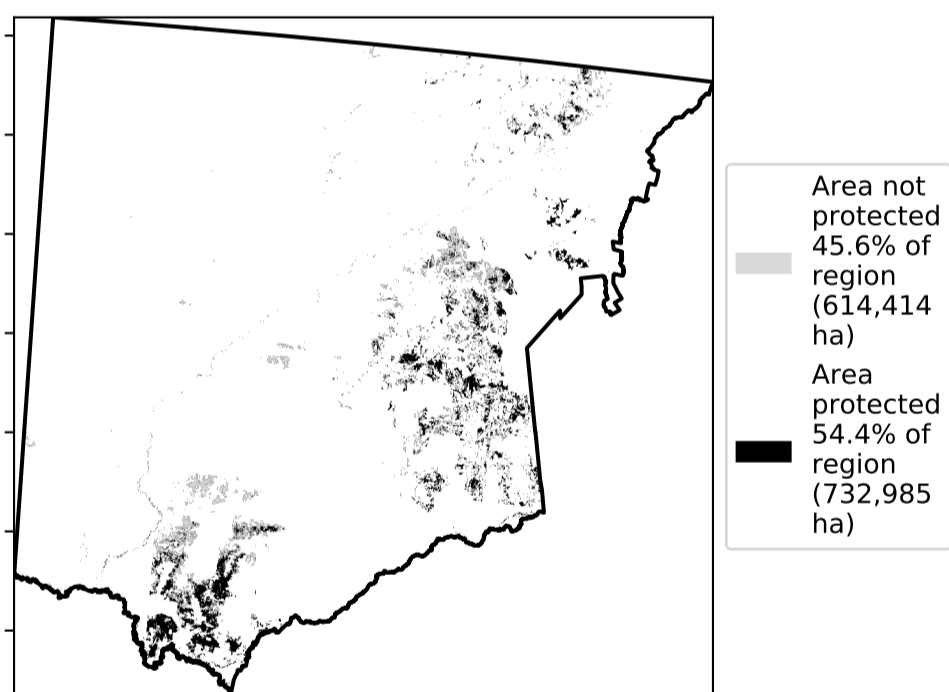 Area not
protected
45.6% of
region
(614,414
ha)
Area
protected
54.4% of
region
(732,985
ha)